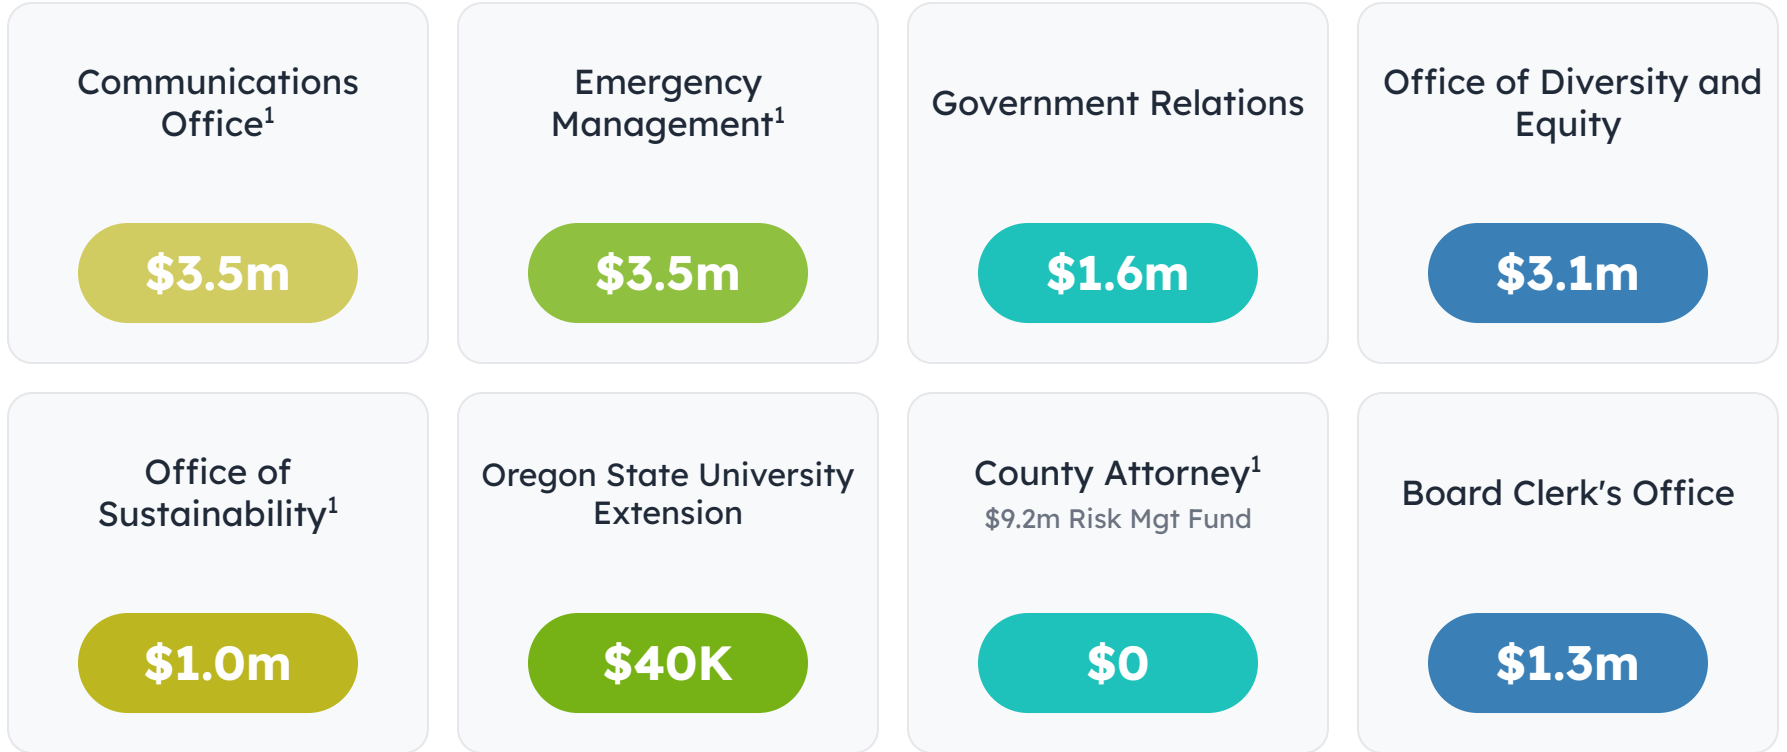 Communications
Office¹
$3.5m
Emergency
Management¹
$3.5m
Government Relations
$1.6m
Office of Diversity and
Equity
$3.1m
Office of
Sustainability¹
$1.0m
Oregon State University
Extension
$40K
County Attorney¹
$9.2m Risk Mgt Fund
$0
Board Clerk's Office
$1.3m